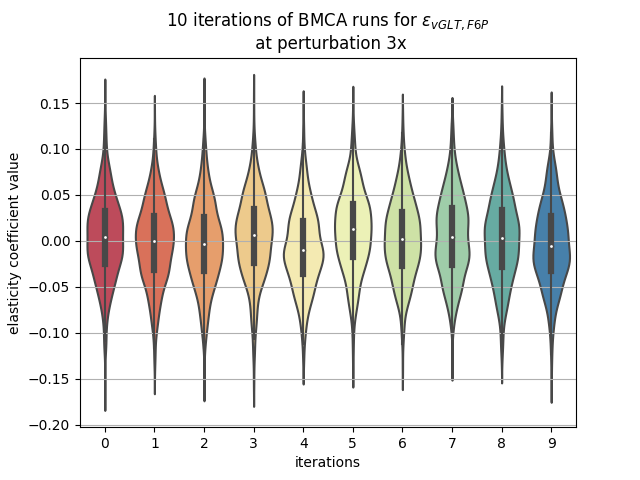 10 iterations of BMCA runs for ε_{vGLT, F6P}
at perturbation 3x
elasticity coefficient value
0.15
0.10
0.05
0.00
−0.05
−0.10
−0.15
−0.20
0 1 2 3 4 5 6 7 8 9
iterations